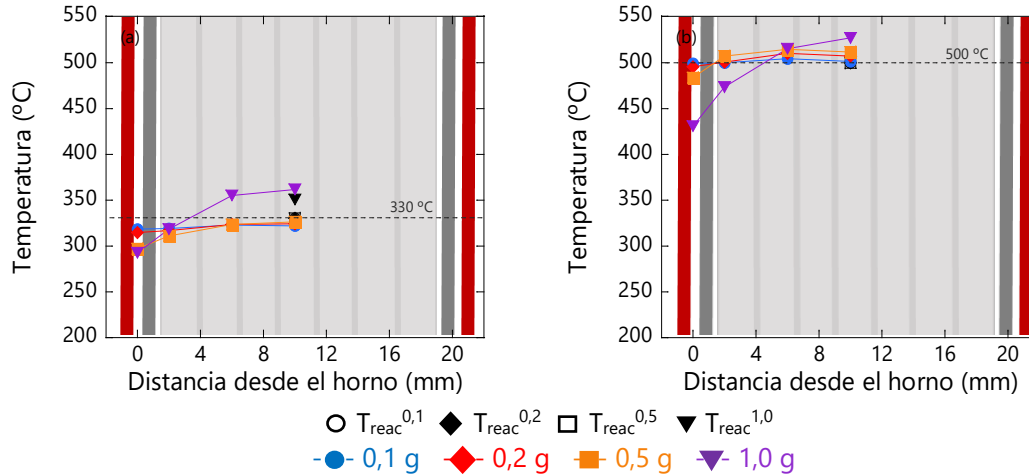 550
500
450
400
350
300
250
200
Temperatura (ºC)
(a)
330 ºC
0 4 8 12 16 20
Distancia desde el horno (mm)
550
500
450
400
350
300
250
200
Temperatura (ºC)
(b)
500 ºC
0 4 8 12 16 20
Distancia desde el horno (mm)
Treac0,1 Treac0,2 Treac0,5 Treac1,0
0,1 g 0,2 g 0,5 g 1,0 g